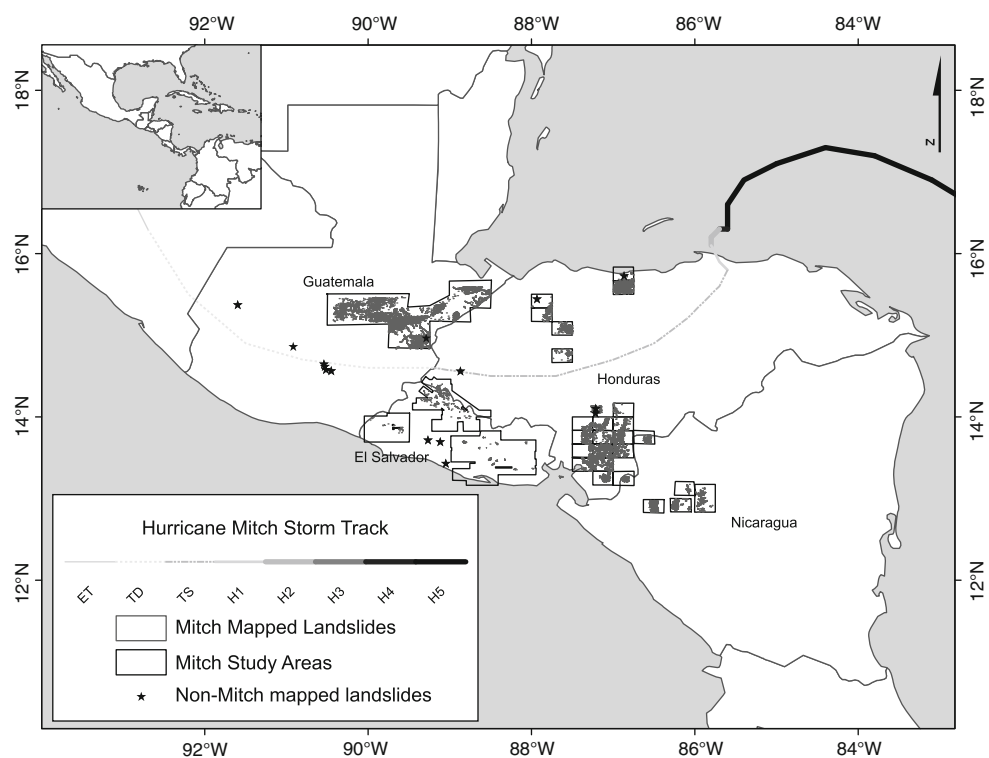 92°W 90°W 88°W 86°W 84°W
18°N 18°N
N
16°N 16°N
Guatemala
Honduras
14°N 14°N
El Salvador
Nicaragua
Hurricane Mitch Storm Track
ET TD TS H1 H2 H3 H4 H5
12°N 12°N
Mitch Mapped Landslides
Mitch Study Areas
Non-Mitch mapped landslides
92°W 90°W 88°W 86°W 84°W